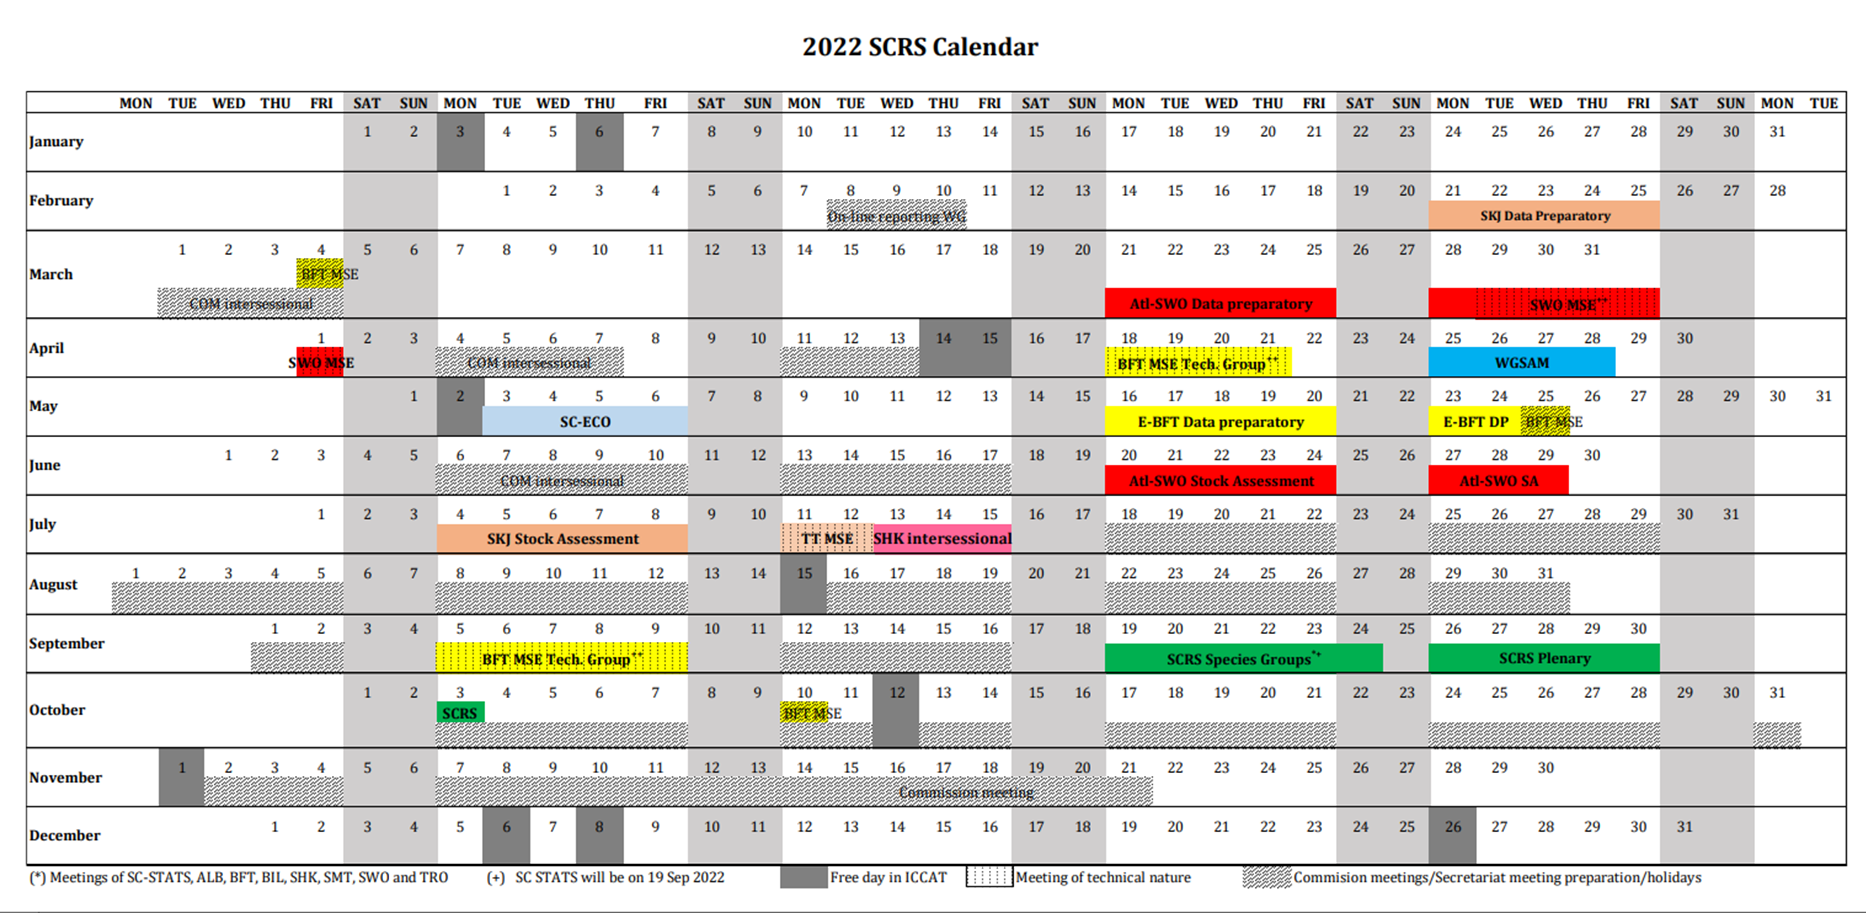 2022 SCRS Calendar
MON TUE WED THU FRI SAT SUN MON TUE WED THU FRI SAT SUN MON TUE WED THU FRI SAT SUN MON TUE WED THU FRI SAT SUN MON TUE WED THU FRI SAT SUN MON TUE
January 1 2 3 4 5 6 7 8 9 10 11 12 13 14 15 16 17 18 19 20 21 22 23 24 25 26 27 28 29 30 31
February 1 2 3 4 5 6 7 8 9 10 11 12 13 14 15 16 17 18 19 20 21 22 23 24 25 26 27 28
On-line reporting WG SKJ Data Preparatory
March 1 2 3 4 5 6 7 8 9 10 11 12 13 14 15 16 17 18 19 20 21 22 23 24 25 26 27 28 29 30 31
BFT MSE
COM intersessional Atl-SWO Data preparatory SWO MSE**
April 1 2 3 4 5 6 7 8 9 10 11 12 13 14 15 16 17 18 19 20 21 22 23 24 25 26 27 28 29 30
SWO MSE COM intersessional BFT MSE Tech. Group++ WGSAM
May 1 2 3 4 5 6 7 8 9 10 11 12 13 14 15 16 17 18 19 20 21 22 23 24 25 26 27 28 29 30 31
SC-ECO E-BFT Data preparatory E-BFT DP BFT MSE
June 1 2 3 4 5 6 7 8 9 10 11 12 13 14 15 16 17 18 19 20 21 22 23 24 25 26 27 28 29 30
COM intersessional Atl-SWO Stock Assessment Atl-SWO SA
July 1 2 3 4 5 6 7 8 9 10 11 12 13 14 15 16 17 18 19 20 21 22 23 24 25 26 27 28 29 30 31
SKJ Stock Assessment TT MSE SHK intersessional
August 1 2 3 4 5 6 7 8 9 10 11 12 13 14 15 16 17 18 19 20 21 22 23 24 25 26 27 28 29 30 31
September 1 2 3 4 5 6 7 8 9 10 11 12 13 14 15 16 17 18 19 20 21 22 23 24 25 26 27 28 29 30
BFT MSE Tech. Group++ SCRS Species Groups*+ SCRS Plenary
October 1 2 3 4 5 6 7 8 9 10 11 12 13 14 15 16 17 18 19 20 21 22 23 24 25 26 27 28 29 30 31
SCRS BFT MSE
November 1 2 3 4 5 6 7 8 9 10 11 12 13 14 15 16 17 18 19 20 21 22 23 24 25 26 27 28 29 30
Commission meeting
December 1 2 3 4 5 6 7 8 9 10 11 12 13 14 15 16 17 18 19 20 21 22 23 24 25 26 27 28 29 30 31
(*) Meetings of SC-STATS, ALB, BFT, BIL, SHK, SMT, SWO and TRO (+) SC STATS will be on 19 Sep 2022 Free day in ICCAT Meeting of technical nature Commision meetings/Secretariat meeting preparation/holidays